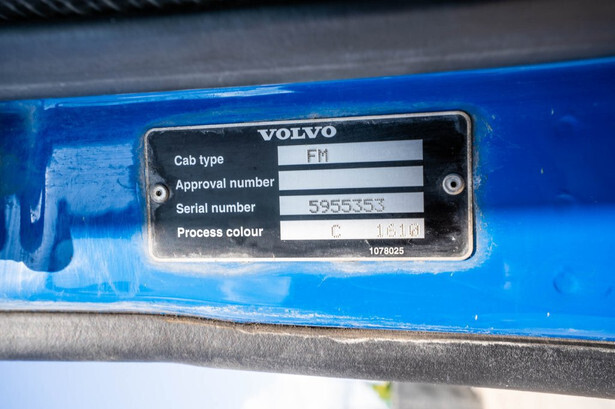 VOLVO
Cab type FM
Approval number
Serial number 5955353
Process colour C 1610
1078025